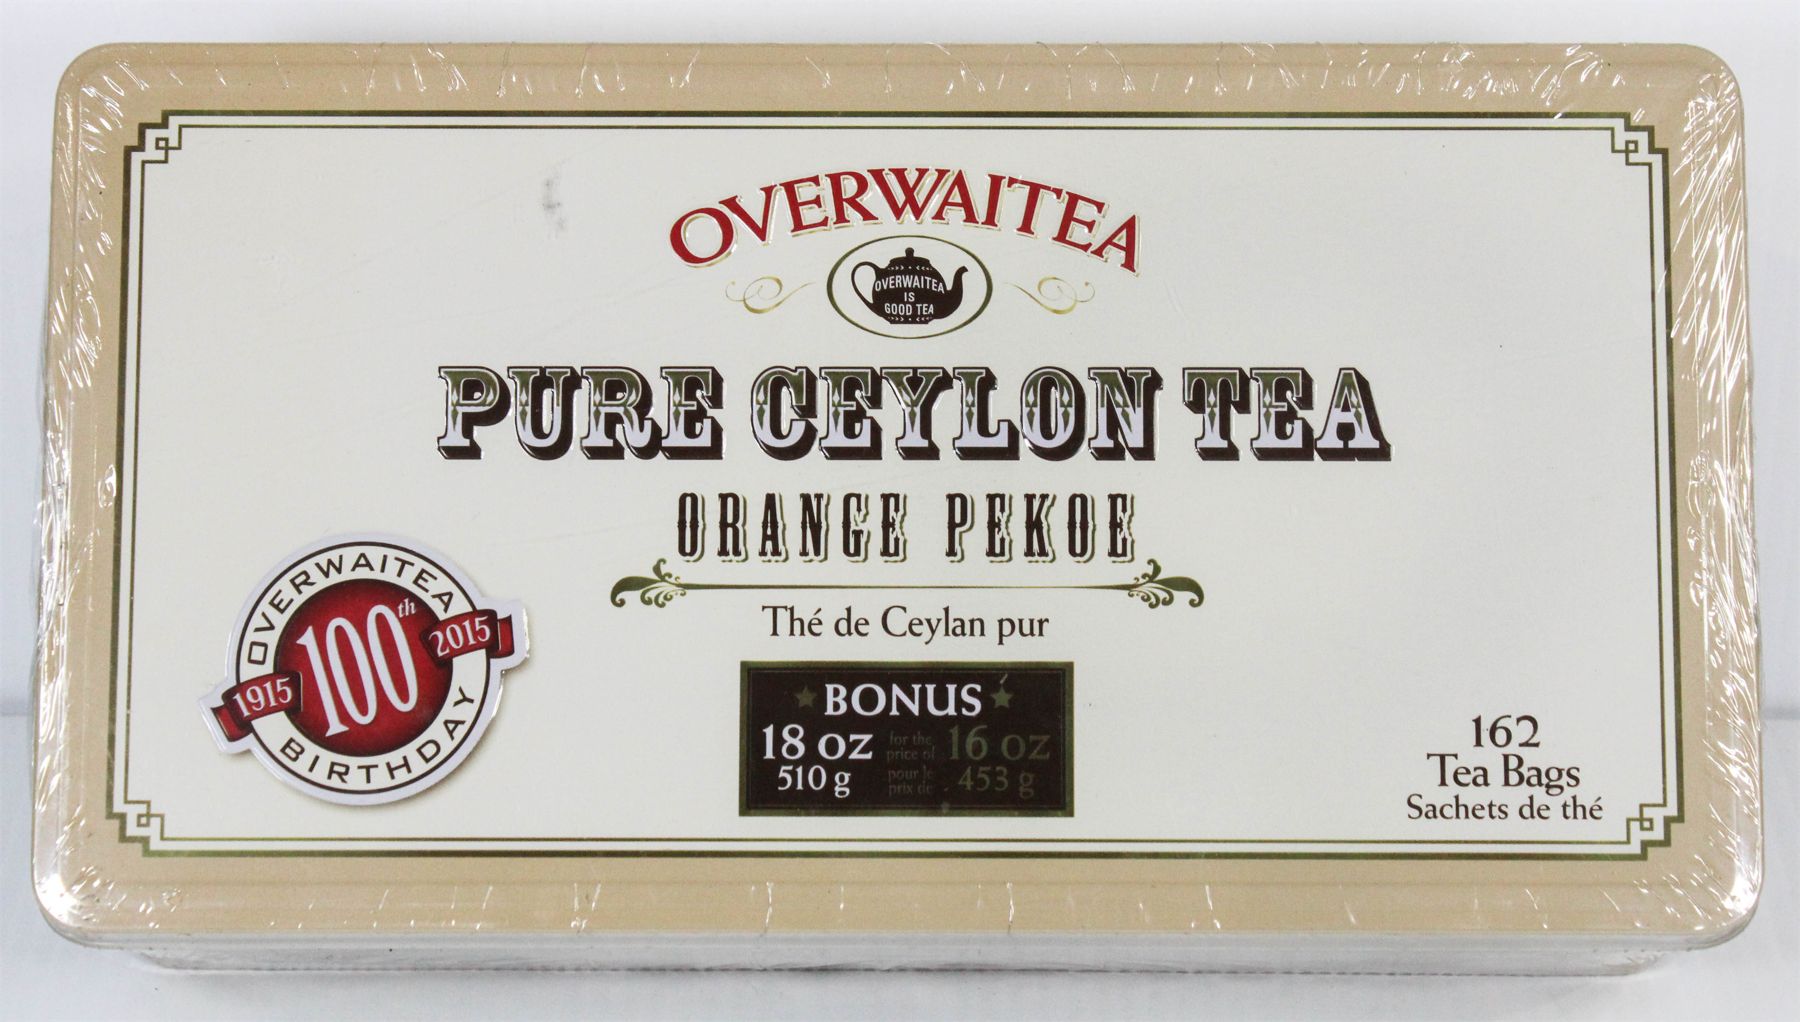 OVERWAITEA
OVERWAITEA
IS
GOOD TEA
PURE CEYLON TEA
ORANGE PEKOE
Thé de Ceylan pur
OVERWAITEA
100th
1915
2015
BIRTHDAY
BONUS
18 oz for the price of 16 oz
510 g pour le prix de 453 g
162
Tea Bags
Sachets de thé